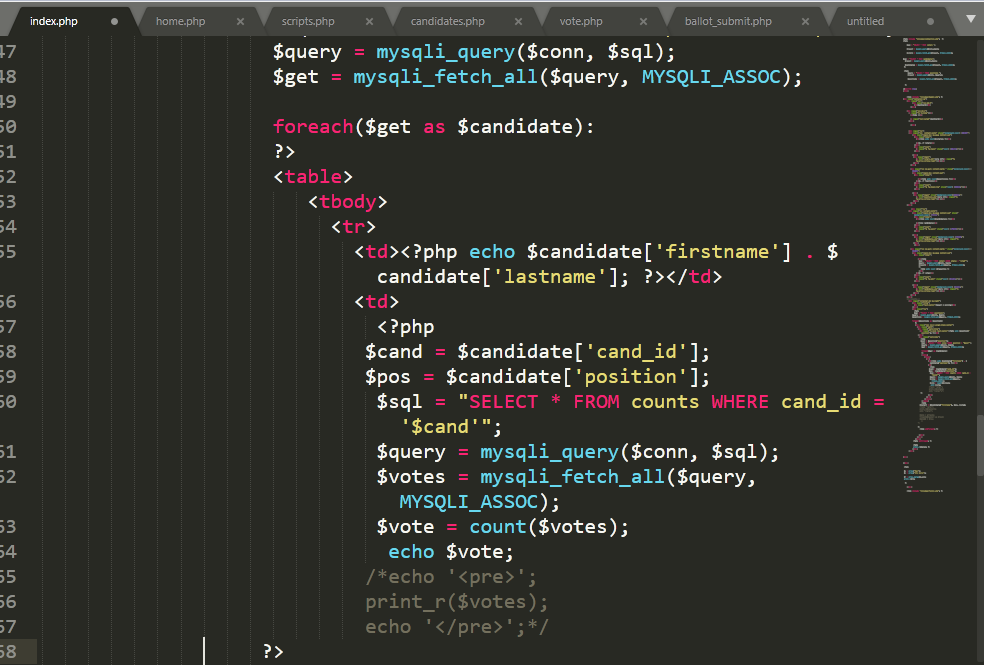 index.php home.php scripts.php candidates.php vote.php ballot_submit.php untitled
47 $query = mysqli_query($conn, $sql);
48 $get = mysqli_fetch_all($query, MYSQLI_ASSOC);
49
50 foreach($get as $candidate):
51 ?>
52 <table>
53 <tbody>
54 <tr>
55 <td><?php echo $candidate['firstname'] . $
candidate['lastname']; ?></td>
56 <td>
57 <?php
58 $cand = $candidate['cand_id'];
59 $pos = $candidate['position'];
60 $sql = "SELECT * FROM counts WHERE cand_id =
'$cand'";
61 $query = mysqli_query($conn, $sql);
62 $votes = mysqli_fetch_all($query,
MYSQLI_ASSOC);
63 $vote = count($votes);
64 echo $vote;
65 /*echo '<pre>';
66 print_r($votes);
67 echo '</pre>';*/
68 ?>